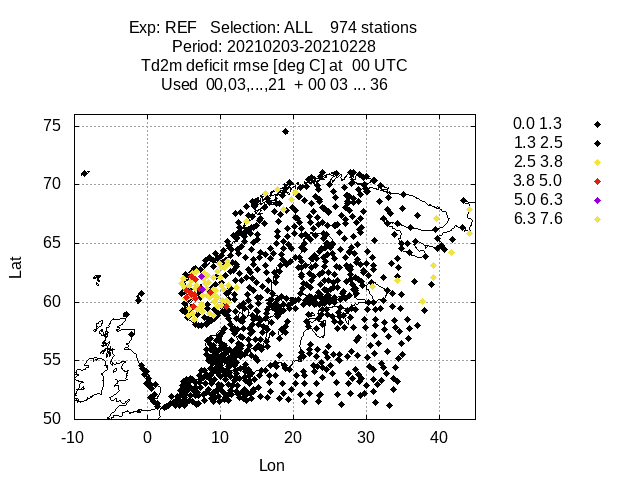 Exp: REF   Selection: ALL    974 stations
Period: 20210203-20210228
Td2m deficit rmse [deg C] at  00 UTC
Used  00,03,...,21  + 00 03 ... 36
75
70
65
60
55
50
Lat
-10 0 10 20 30 40
Lon
0.0 1.3
1.3 2.5
2.5 3.8
3.8 5.0
5.0 6.3
6.3 7.6